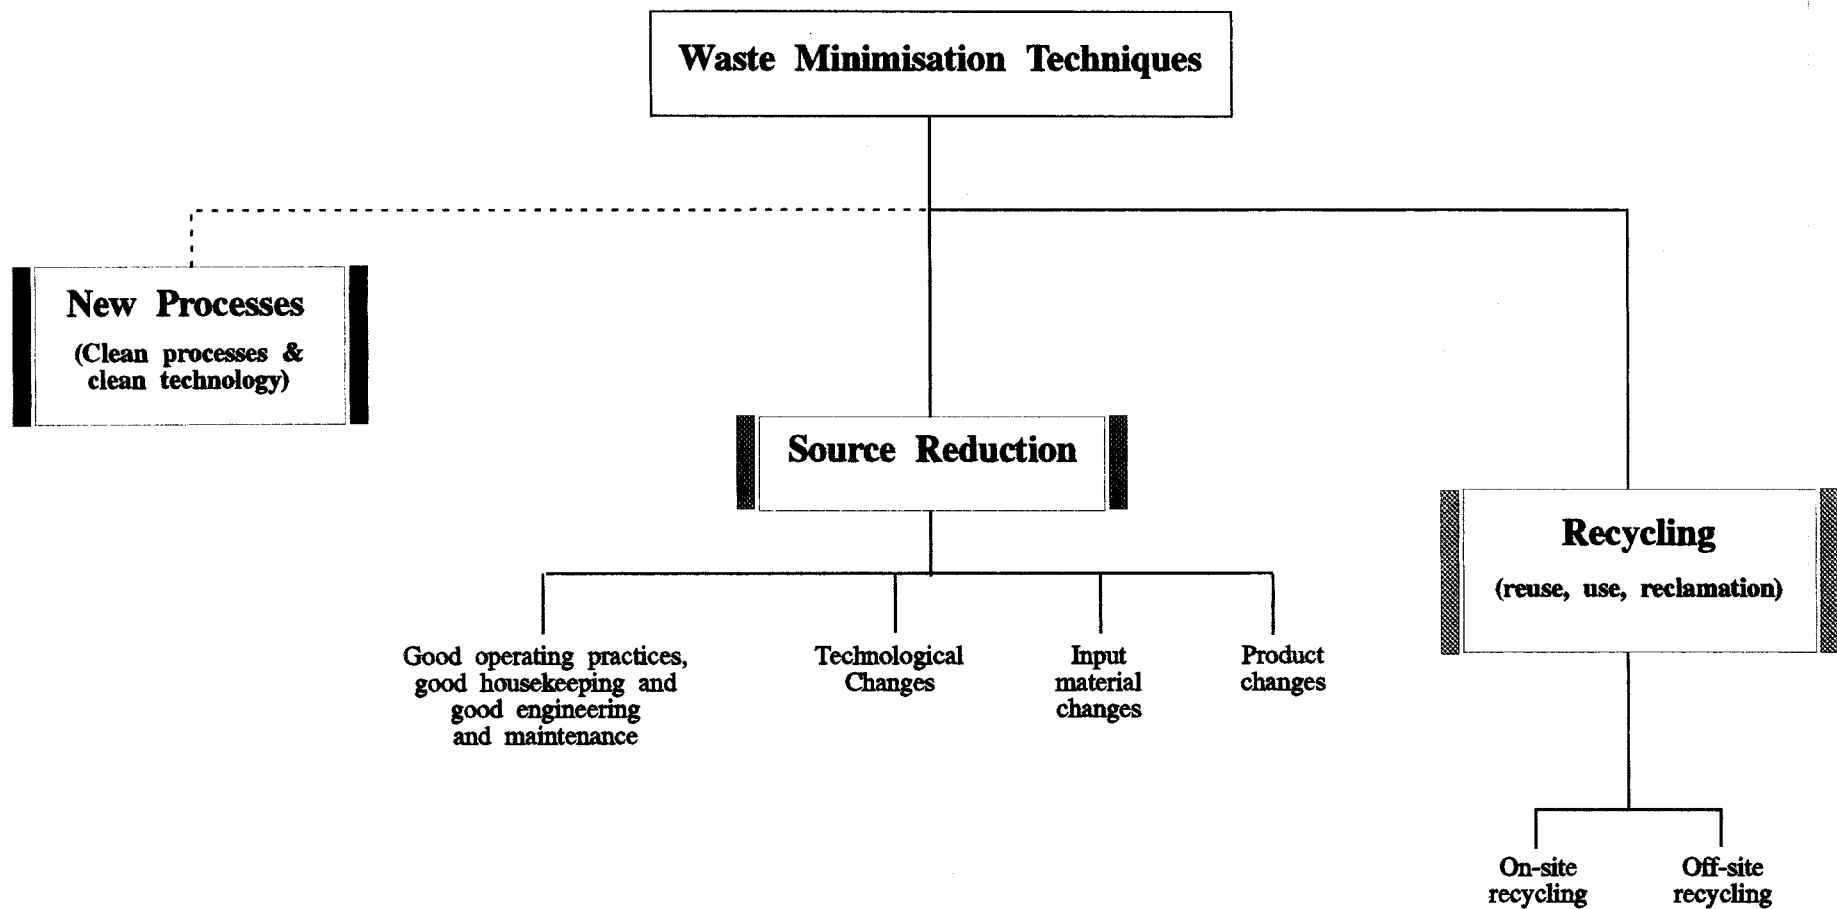 Waste Minimisation Techniques
New Processes
(Clean processes &
clean technology)
Source Reduction
Recycling
(reuse, use, reclamation)
Good operating practices,
good housekeeping and
good engineering
and maintenance
Technological
Changes
Input
material
changes
Product
changes
On-site
recycling
Off-site
recycling